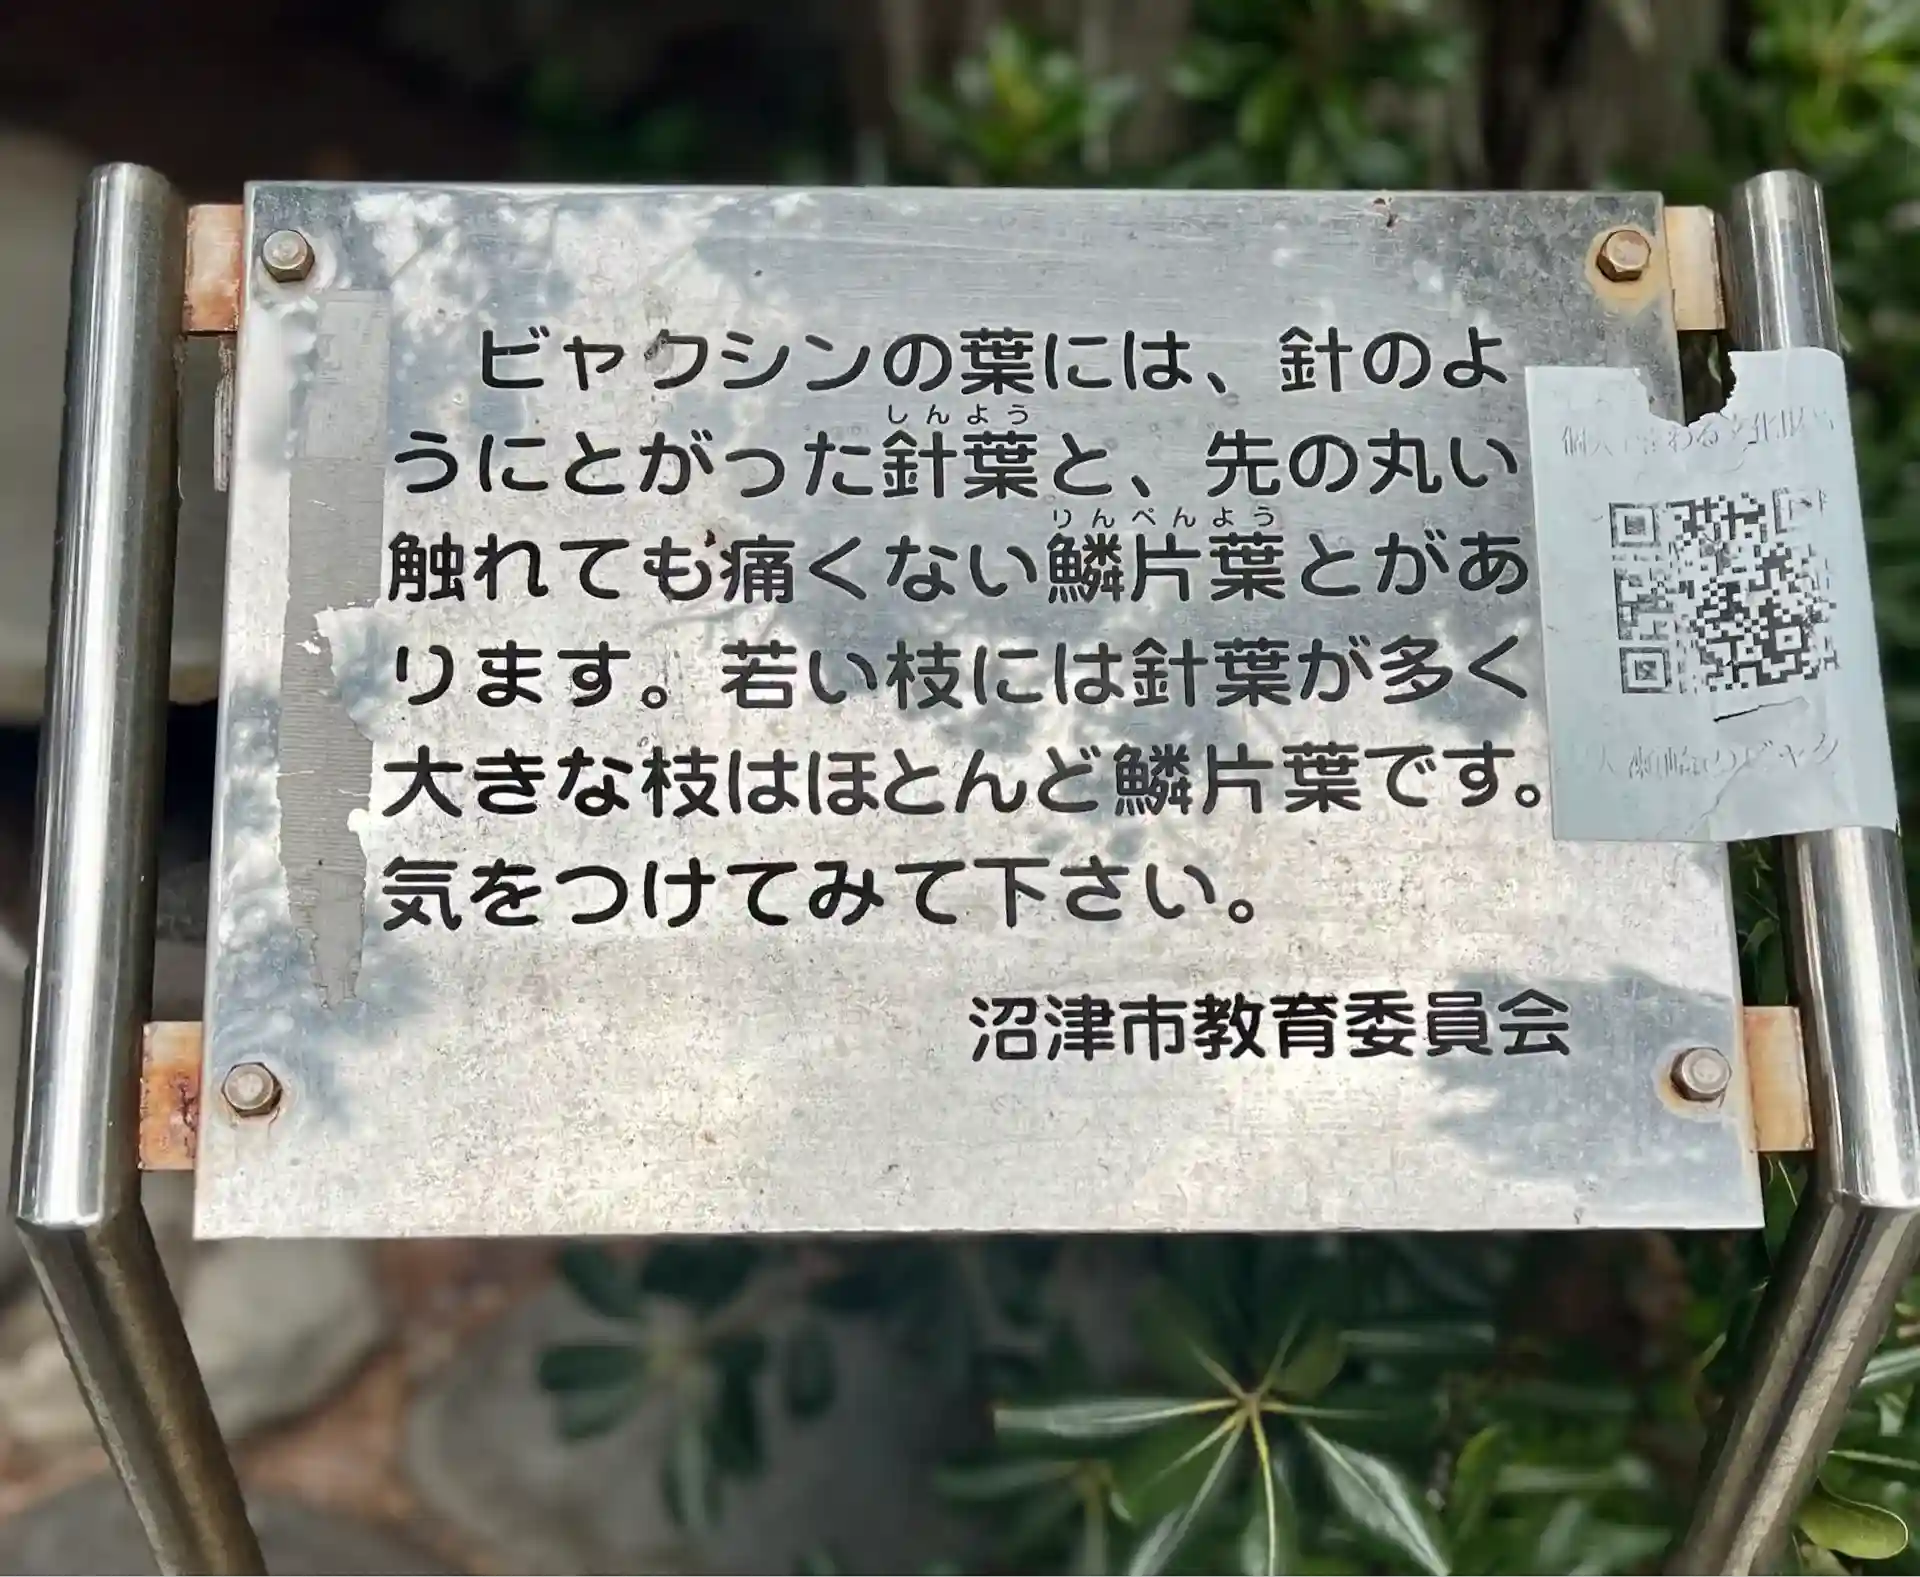 ビャクシンの葉には、針のよ
しんよう
うにとがった針葉と、先の丸い
りんぺんよう
触れても痛くない鱗片葉とがあ
ります。若い枝には針葉が多く
大きな枝はほとんど鱗片葉です。
気をつけてみて下さい。
沼津市教育委員会